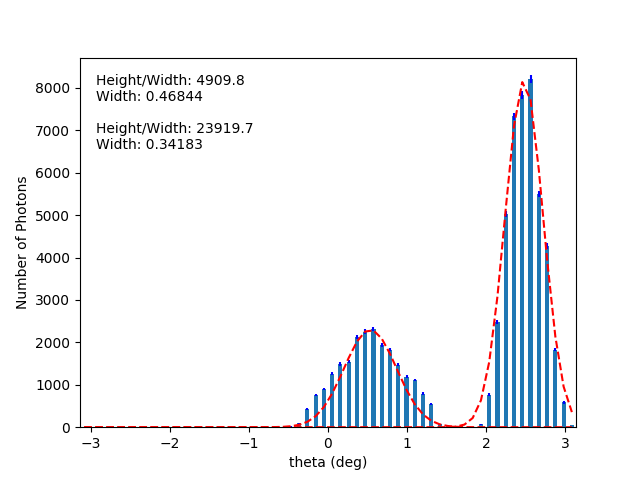 Height/Width: 4909.8
Width: 0.46844
Height/Width: 23919.7
Width: 0.34183
8000
7000
6000
5000
4000
3000
2000
1000
0
Number of Photons
−3
−2
−1
0
1
2
3
theta (deg)